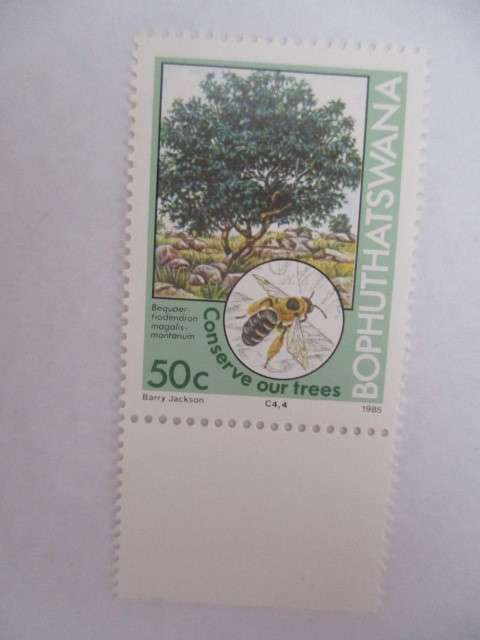 BOPHUTHATSWANA
Bequaer-
tiodendron
magalis-
montanum
Conserve our trees
50c
Barry Jackson
C4,4
1985